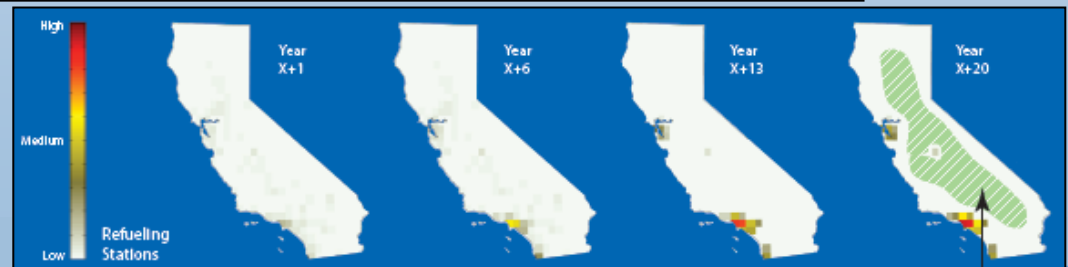 High
Medium
Low
Refueling
Stations
Year
X+1
Year
X+6
Year
X+13
Year
X+20